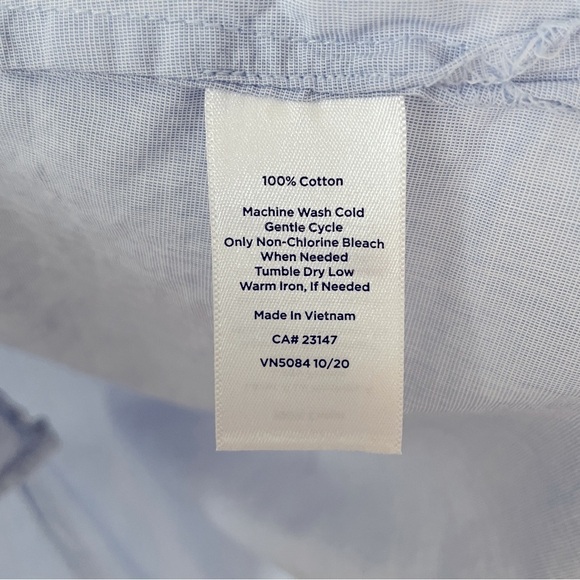 100% Cotton
Machine Wash Cold
Gentle Cycle
Only Non-Chlorine Bleach
When Needed
Tumble Dry Low
Warm Iron, If Needed
Made In Vietnam
CA# 23147
VN5084 10/20